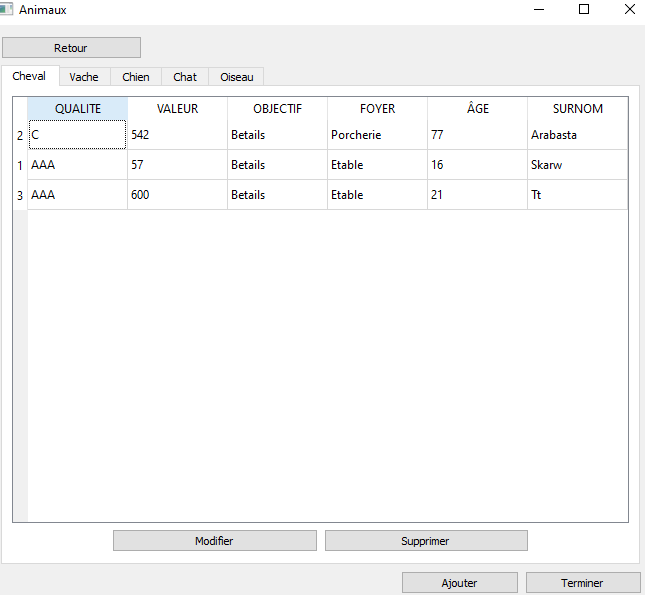 Animaux
Retour
Cheval Vache Chien Chat Oiseau
QUALITE VALEUR OBJECTIF FOYER ÂGE SURNOM
2 C 542 Betails Porcherie 77 Arabasta
1 AAA 57 Betails Etable 16 Skarw
3 AAA 600 Betails Etable 21 Tt
Modifier Supprimer
Ajouter Terminer